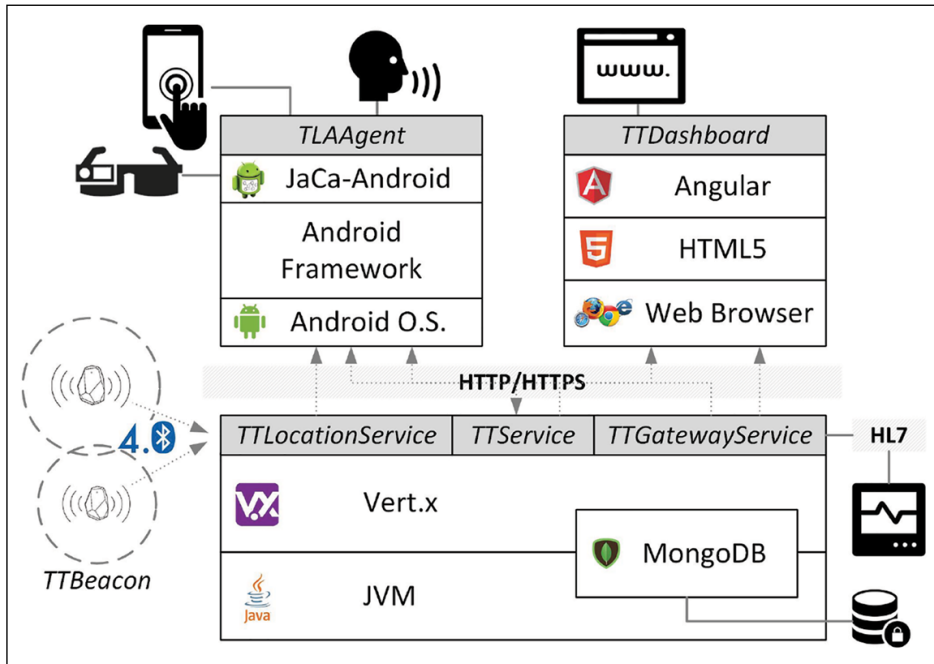 www.
TLAAgent
JaCa-Android
Android
Framework
Android O.S.
TTDashboard
Angular
5
HTML5
Web Browser
HTTP/HTTPS
4.
TTBeacon
TTLocationService
TTService
TTGatewayService
HL7
V.X
Vert.x
MongoDB
Java
JVM